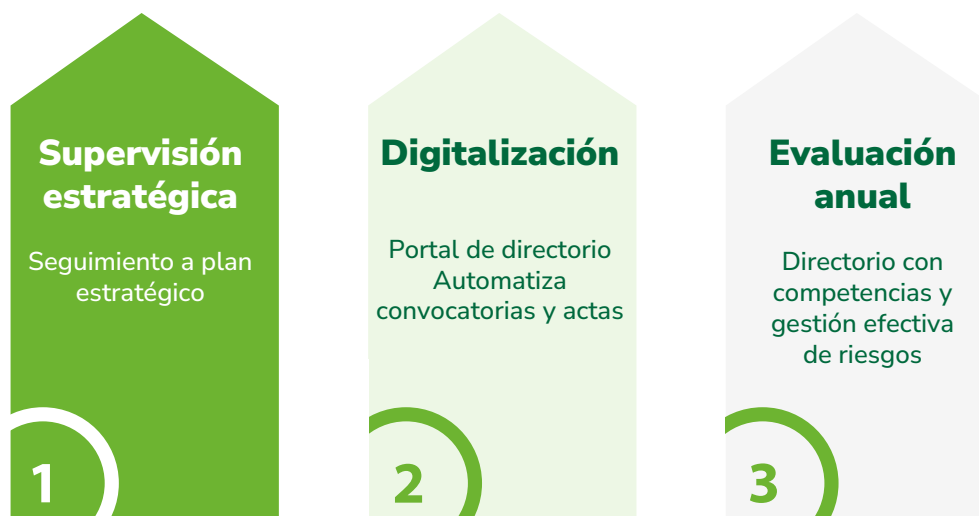 Supervisión
estratégica
Seguimiento a plan
estratégico
1
Digitalización
Portal de directorio
Automatiza
convocatorias y actas
2
Evaluación
anual
Directorio con
competencias y
gestión efectiva
de riesgos
3